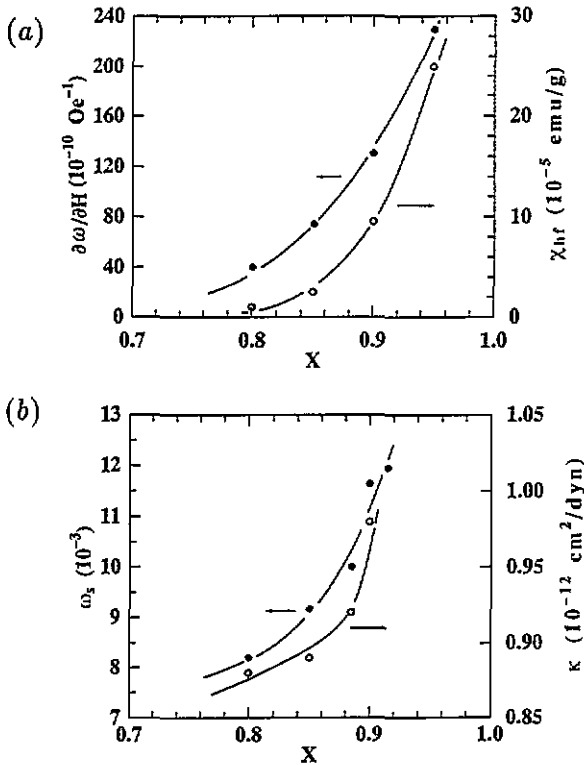 (a)
240
200
160
120
80
40
0
∂ω/∂H (10⁻¹⁰ Oe⁻¹)
30
20
10
0
χhf (10⁻⁵ emu/g)
0.7 0.8 0.9 1.0
X
(b)
13
12
11
10
9
8
7
ωs (10⁻³)
1.05
1.00
0.95
0.90
0.85
κ (10⁻¹² cm²/dyn)
0.7 0.8 0.9 1.0
X